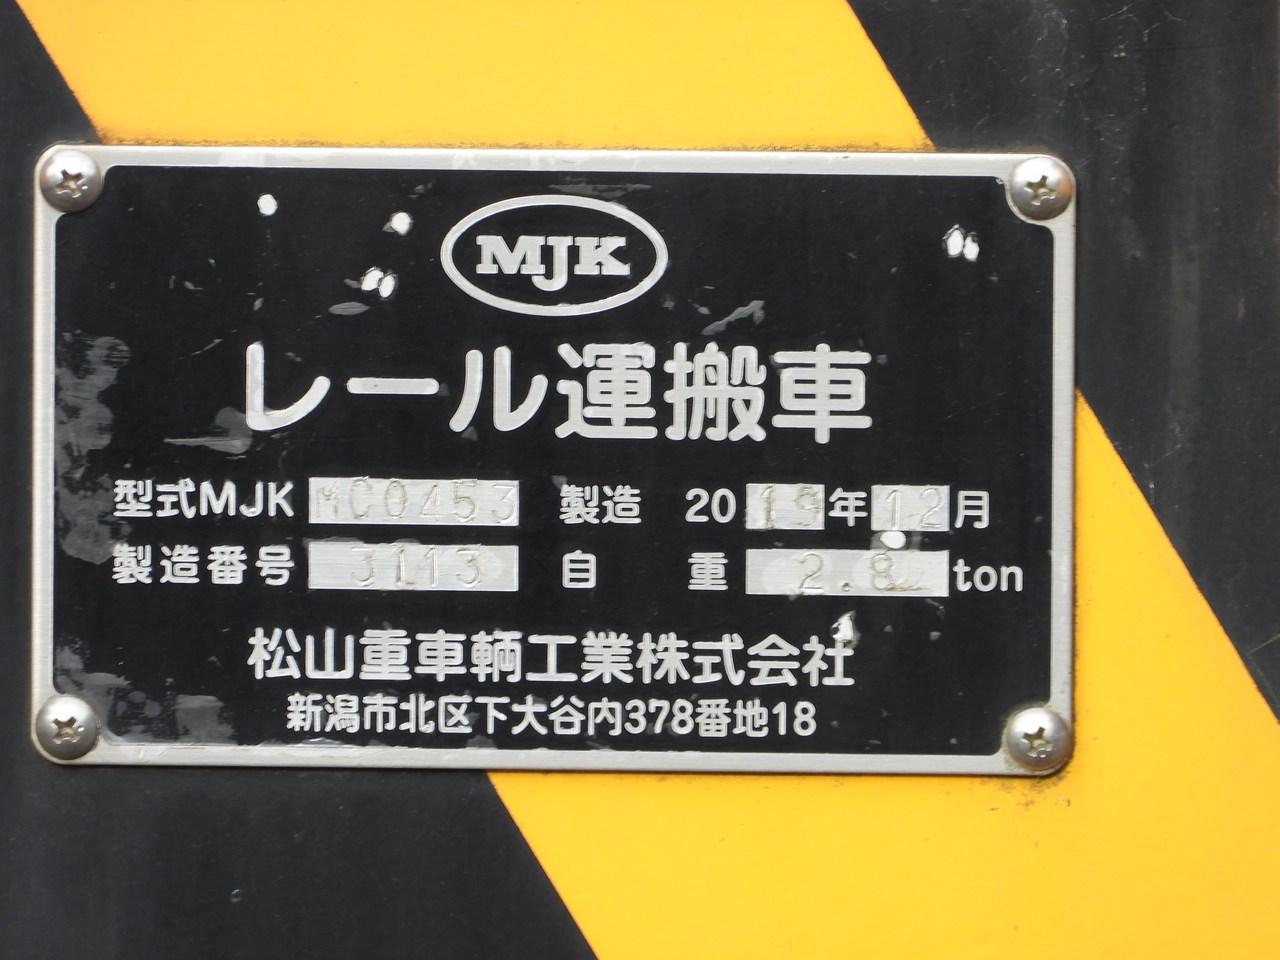 MJK
レール運搬車
型式MJK MC0453 製造 2019年12月
製造番号 3113 自 重 2.8 ton
松山重車輌工業株式会社
新潟市北区下大谷内378番地18